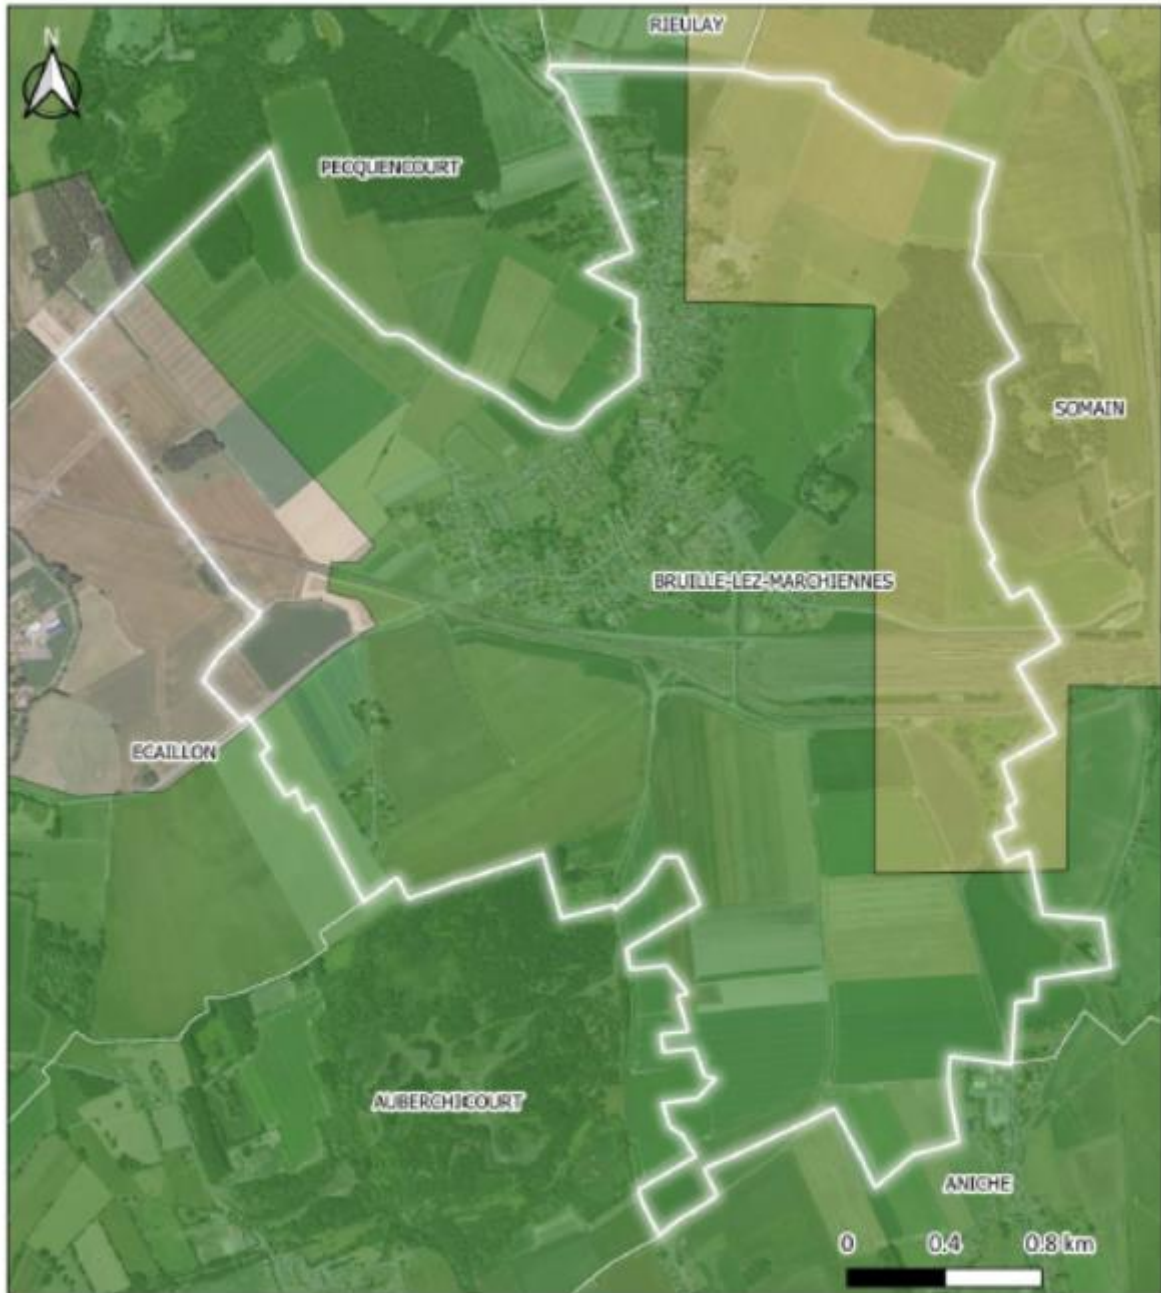 RIEULAY
N
PECQUENCOURT
SOMAIN
BRUILLE-LEZ-MARCHIENNES
ECAILLON
AUBERCHICOURT
ANICHE
0 0.4 0.8 km